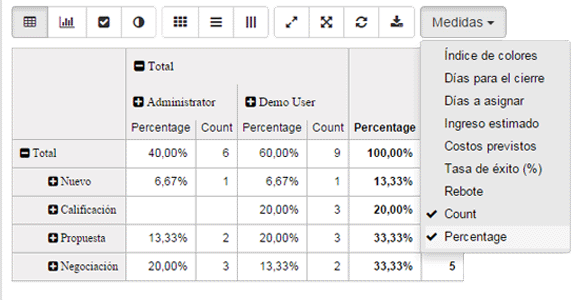 Medidas
Índice de colores
Días para el cierre
Días a asignar
Ingreso estimado
Costos previstos
Tasa de éxito (%)
Rebote
Count
Percentage
Total
Administrator Demo User
Percentage Count Percentage Count Percentage
Total 40,00% 6 60,00% 9 100,00%
Nuevo 6,67% 1 6,67% 1 13,33%
Calificación 20,00% 3 20,00%
Propuesta 13,33% 2 20,00% 3 33,33%
Negociación 20,00% 3 13,33% 2 33,33% 5